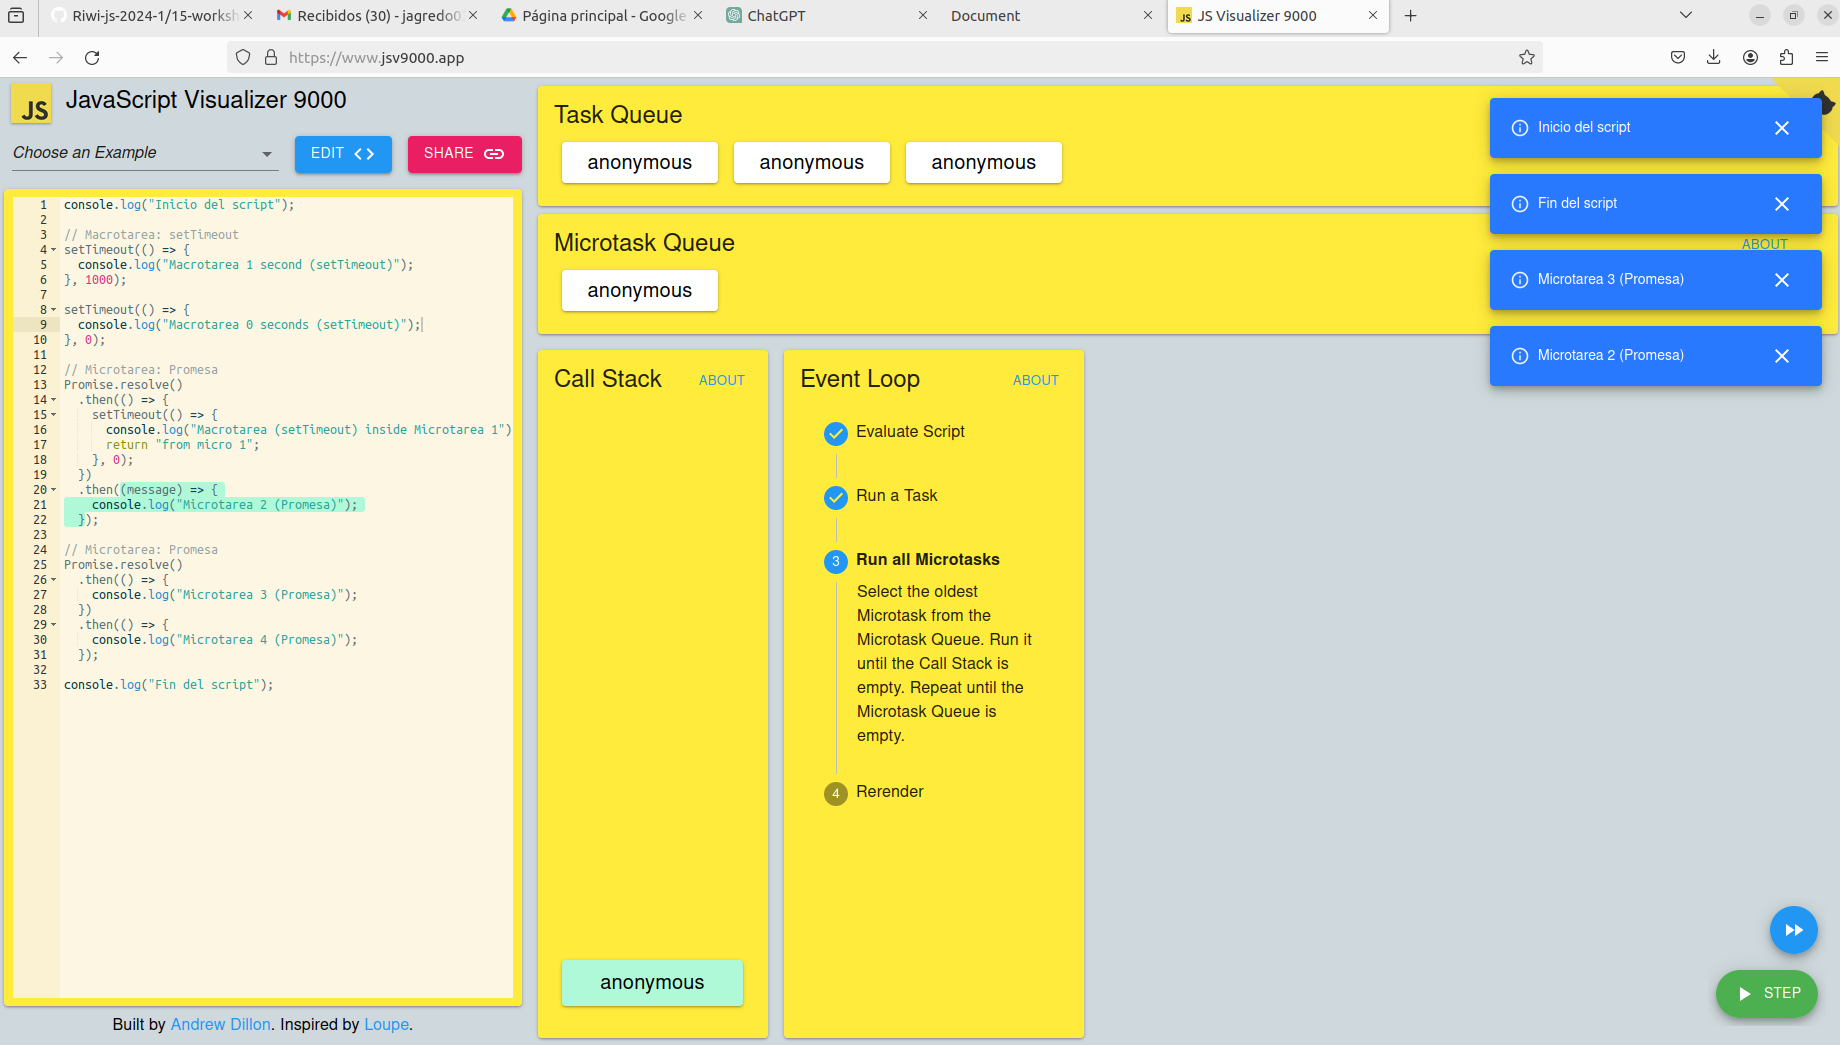 Riwi-js-2024-1/15-worksh
Recibidos (30) - jagredo0
Página principal - Google
ChatGPT
Document
JS Visualizer 9000
https://www.jsv9000.app
JS
JavaScript Visualizer 9000
Choose an Example
EDIT
SHARE
1 console.log("Inicio del script");
2
3 // Macrotarea: setTimeout
4 setTimeout(() => {
5 console.log("Macrotarea 1 second (setTimeout)");
6 }, 1000);
7
8 setTimeout(() => {
9 console.log("Macrotarea 0 seconds (setTimeout)");
10 }, 0);
11
12 // Microtarea: Promesa
13 Promise.resolve()
14 .then(() => {
15 setTimeout(() => {
16 console.log("Macrotarea (setTimeout) inside Microtarea 1")
17 return "from micro 1";
18 }, 0);
19 })
20 .then((message) => {
21 console.log("Microtarea 2 (Promesa)");
22 });
23
24 // Microtarea: Promesa
25 Promise.resolve()
26 .then(() => {
27 console.log("Microtarea 3 (Promesa)");
28 })
29 .then(() => {
30 console.log("Microtarea 4 (Promesa)");
31 });
32
33 console.log("Fin del script");
Built by Andrew Dillon. Inspired by Loupe.
Task Queue
anonymous anonymous anonymous
Microtask Queue
ABOUT
anonymous
Call Stack
ABOUT
anonymous
Event Loop
ABOUT
Evaluate Script
Run a Task
3 Run all Microtasks
Select the oldest
Microtask from the
Microtask Queue. Run it
until the Call Stack is
empty. Repeat until the
Microtask Queue is
empty.
4 Rerender
Inicio del script
Fin del script
Microtarea 3 (Promesa)
Microtarea 2 (Promesa)
STEP